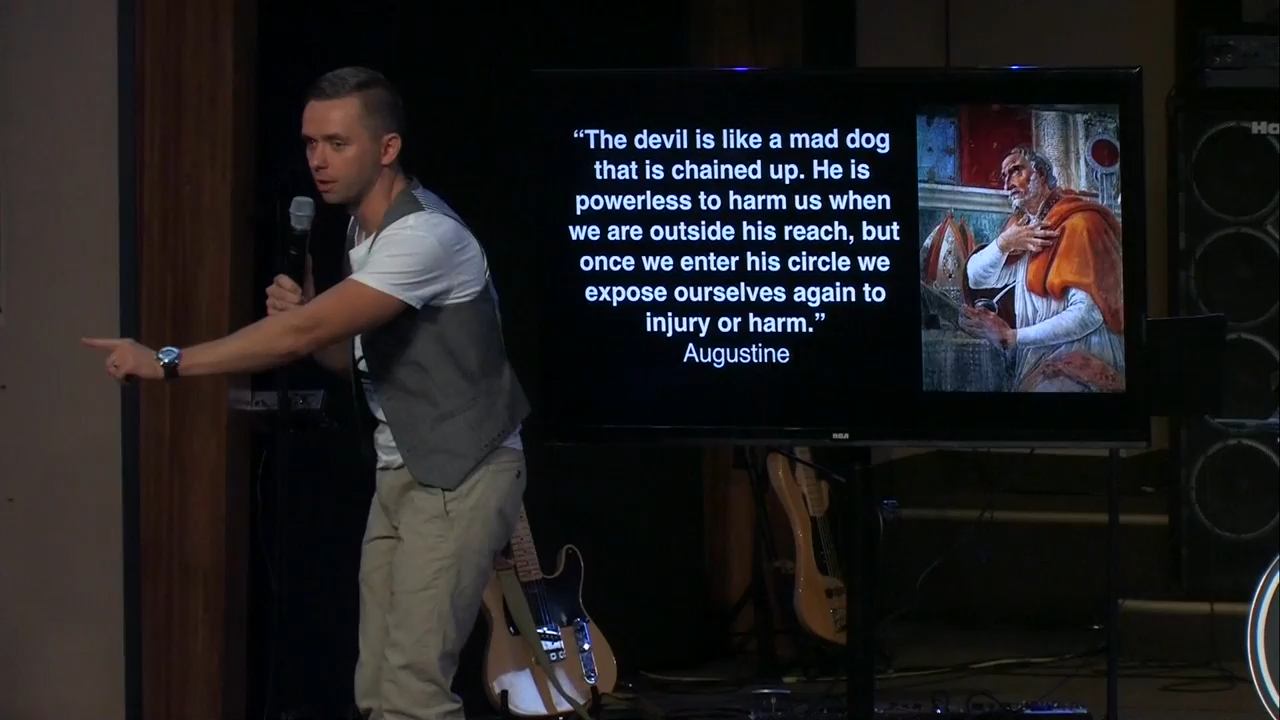 “The devil is like a mad dog
that is chained up. He is
powerless to harm us when
we are outside his reach, but
once we enter his circle we
expose ourselves again to
injury or harm.”
Augustine
RCA